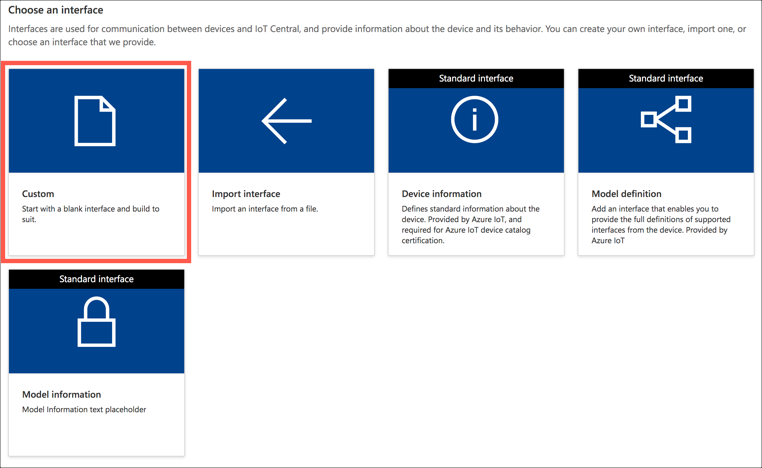 Choose an interface
Interfaces are used for communication between devices and IoT Central, and provide information about the device and its behavior. You can create your own interface, import one, or
choose an interface that we provide.
Custom
Start with a blank interface and build to
suit.
Import interface
Import an interface from a file.
Standard interface
Device information
Defines standard information about the
device. Provided by Azure IoT, and
required for Azure IoT device catalog
certification.
Standard interface
Model definition
Add an interface that enables you to
provide the full definitions of supported
interfaces from the device. Provided by
Azure IoT
Standard interface
Model information
Model Information text placeholder